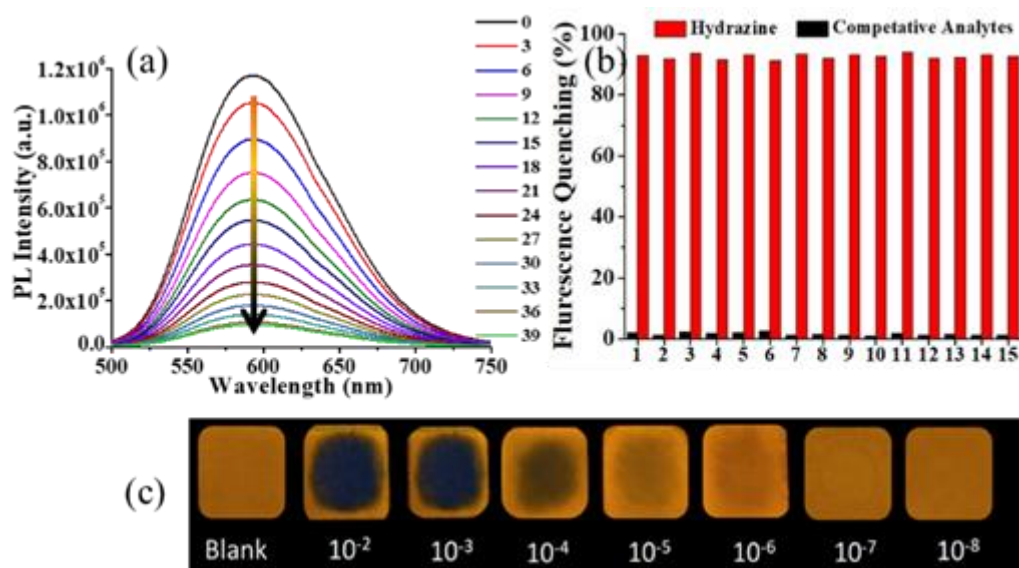 (a)
PL Intensity (a.u.)
1.2x10⁶
1.0x10⁶
8.0x10⁵
6.0x10⁵
4.0x10⁵
2.0x10⁵
0.0
500 550 600 650 700 750
Wavelength (nm)
0
3
6
9
12
15
18
21
24
27
30
33
36
39
(b)
Hydrazine Competative Analytes
Flurescence Quenching (%)
100
80
60
40
20
0
1 2 3 4 5 6 7 8 9 10 11 12 13 14 15
(c)
Blank 10⁻² 10⁻³ 10⁻⁴ 10⁻⁵ 10⁻⁶ 10⁻⁷ 10⁻⁸